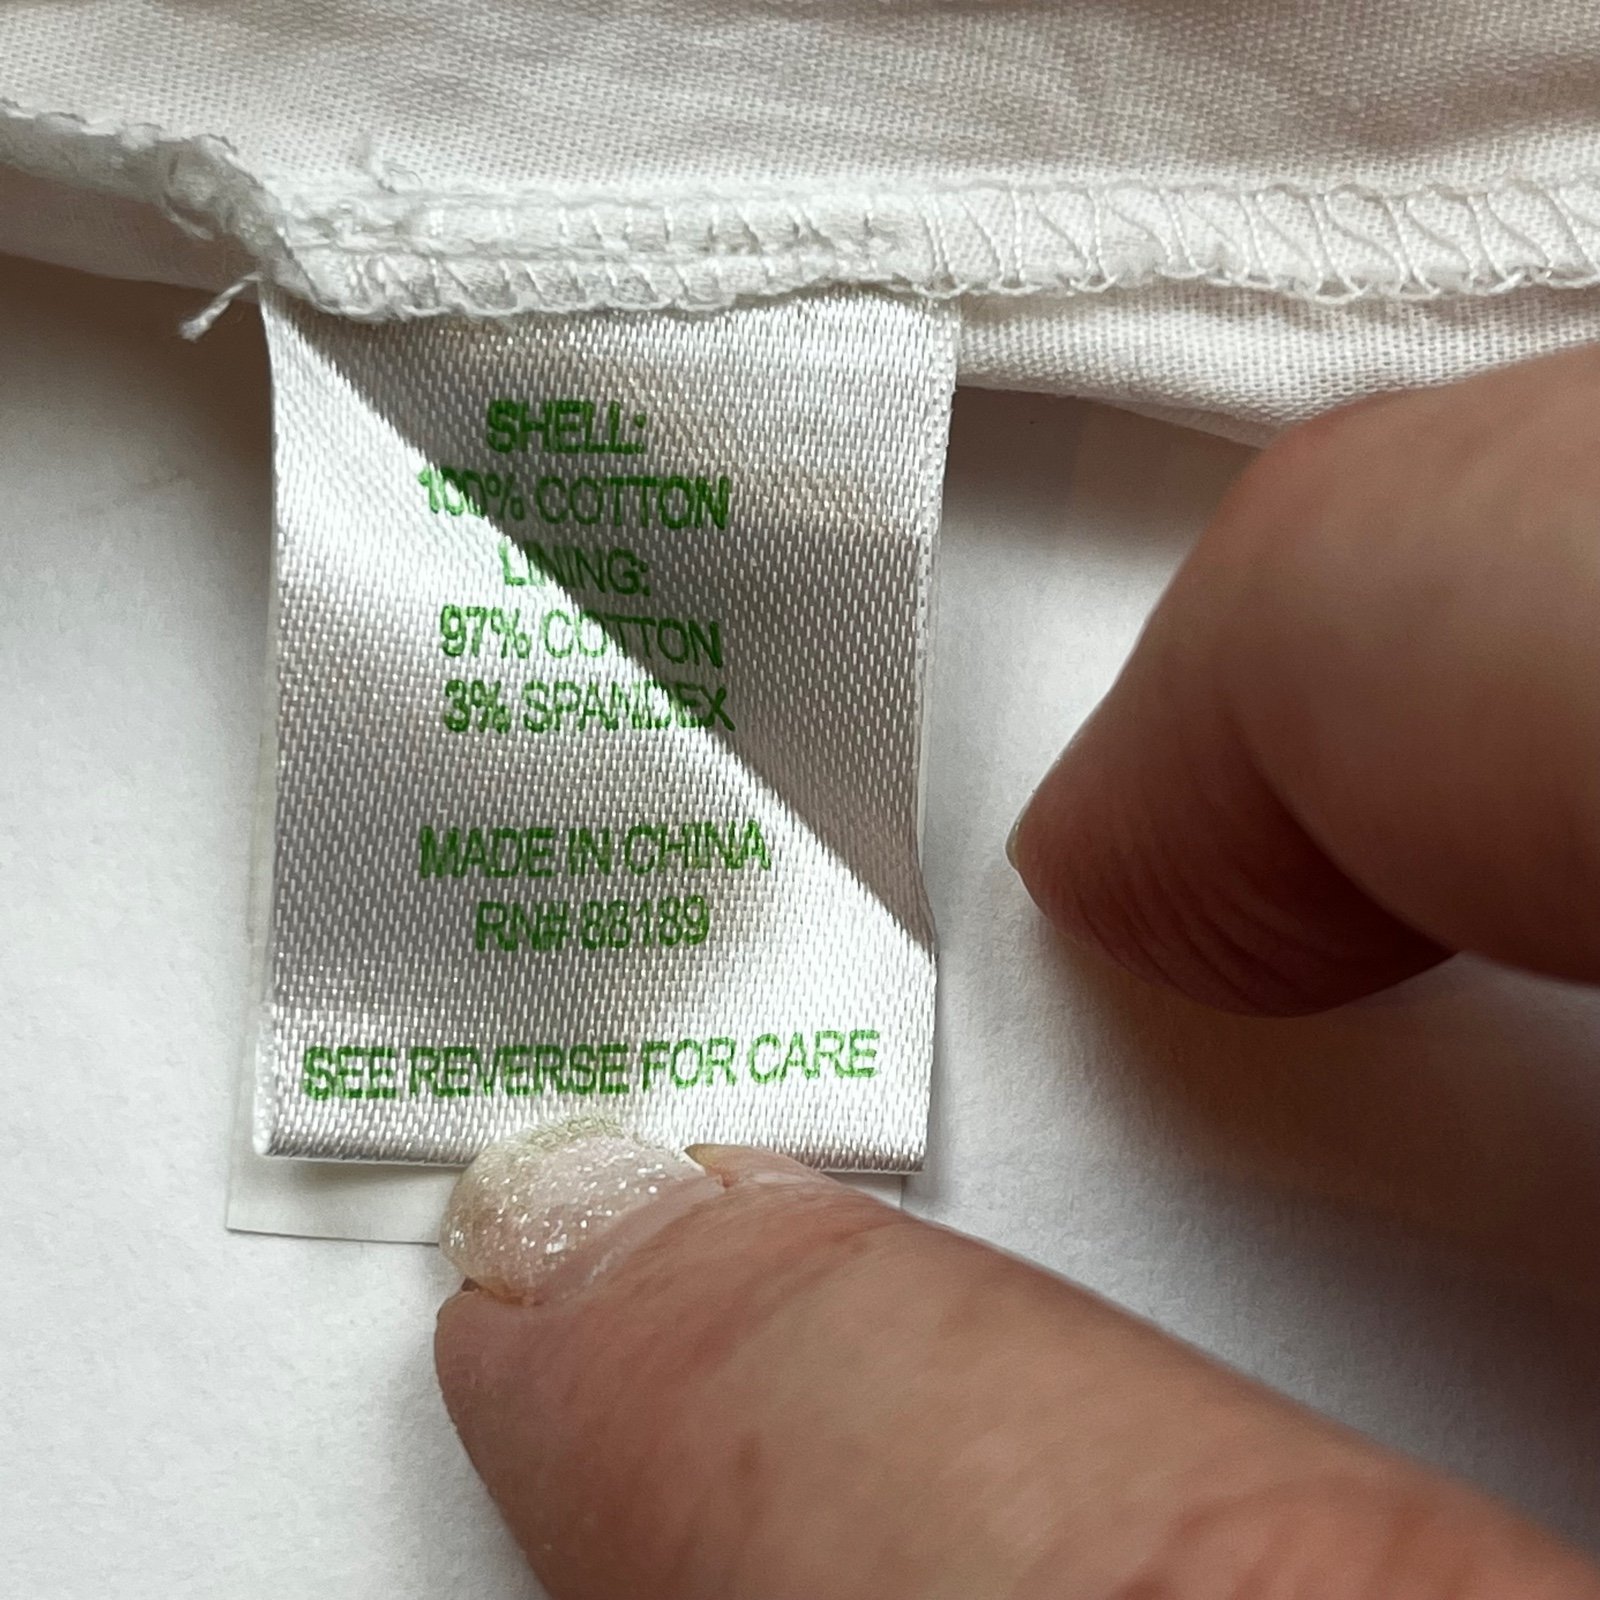 SHELL:
100% COTTON
LINING:
97% COTTON
3% SPANDEX
MADE IN CHINA
RN# 88189
SEE REVERSE FOR CARE